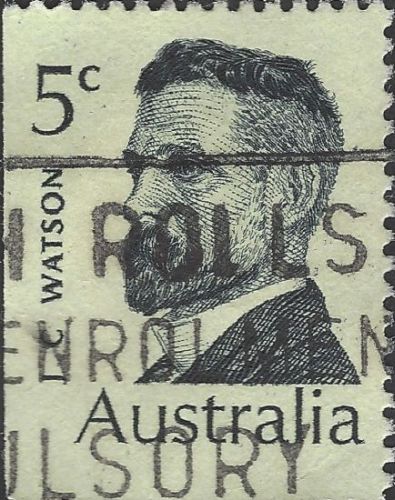 5c
J C WATSON
H ROLLS
ENROLMEN
Australia
ULSORY